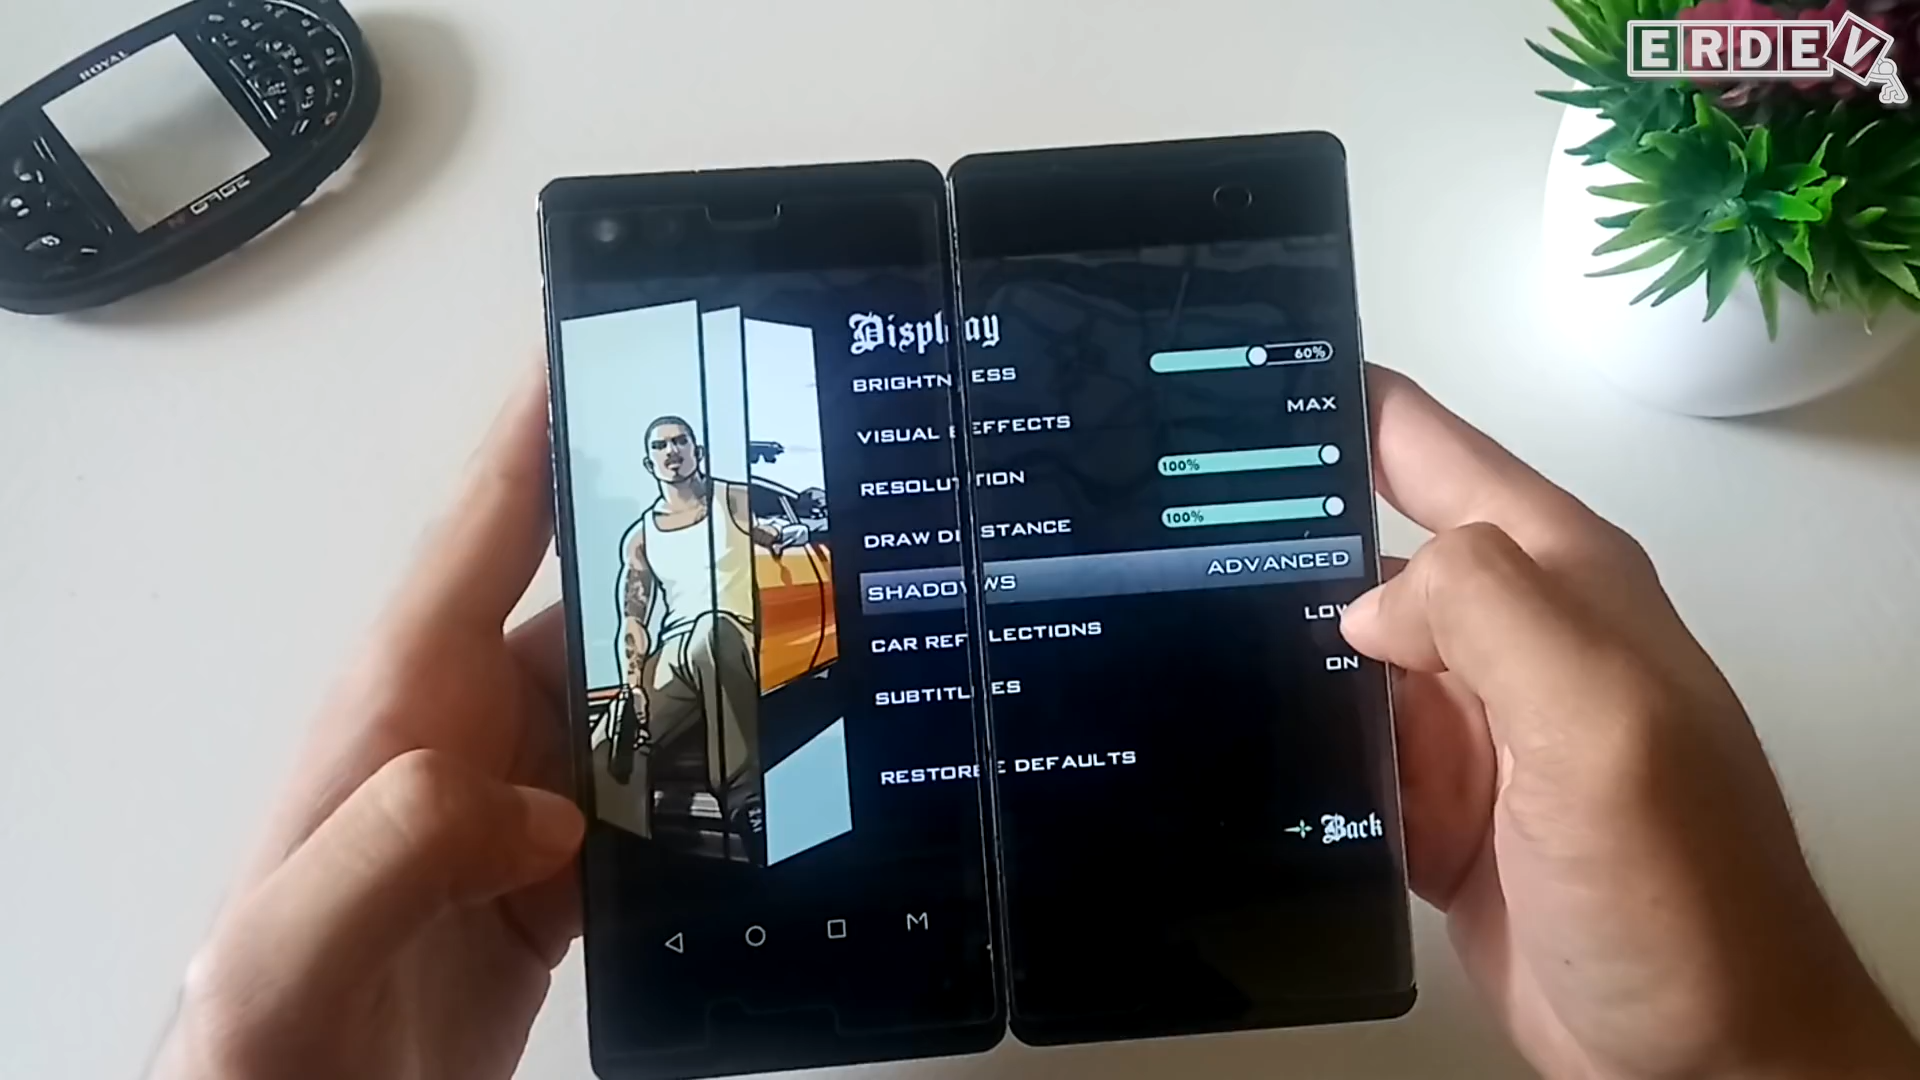 ERDEV
ROYAL
N·GAGE
Display
BRIGHTNESS 60%
VISUAL EFFECTS MAX
RESOLUTION 100%
DRAW DISTANCE 100%
SHADOWS ADVANCED
CAR REFLECTIONS LOW
SUBTITLES ON
RESTORE DEFAULTS
Back
M